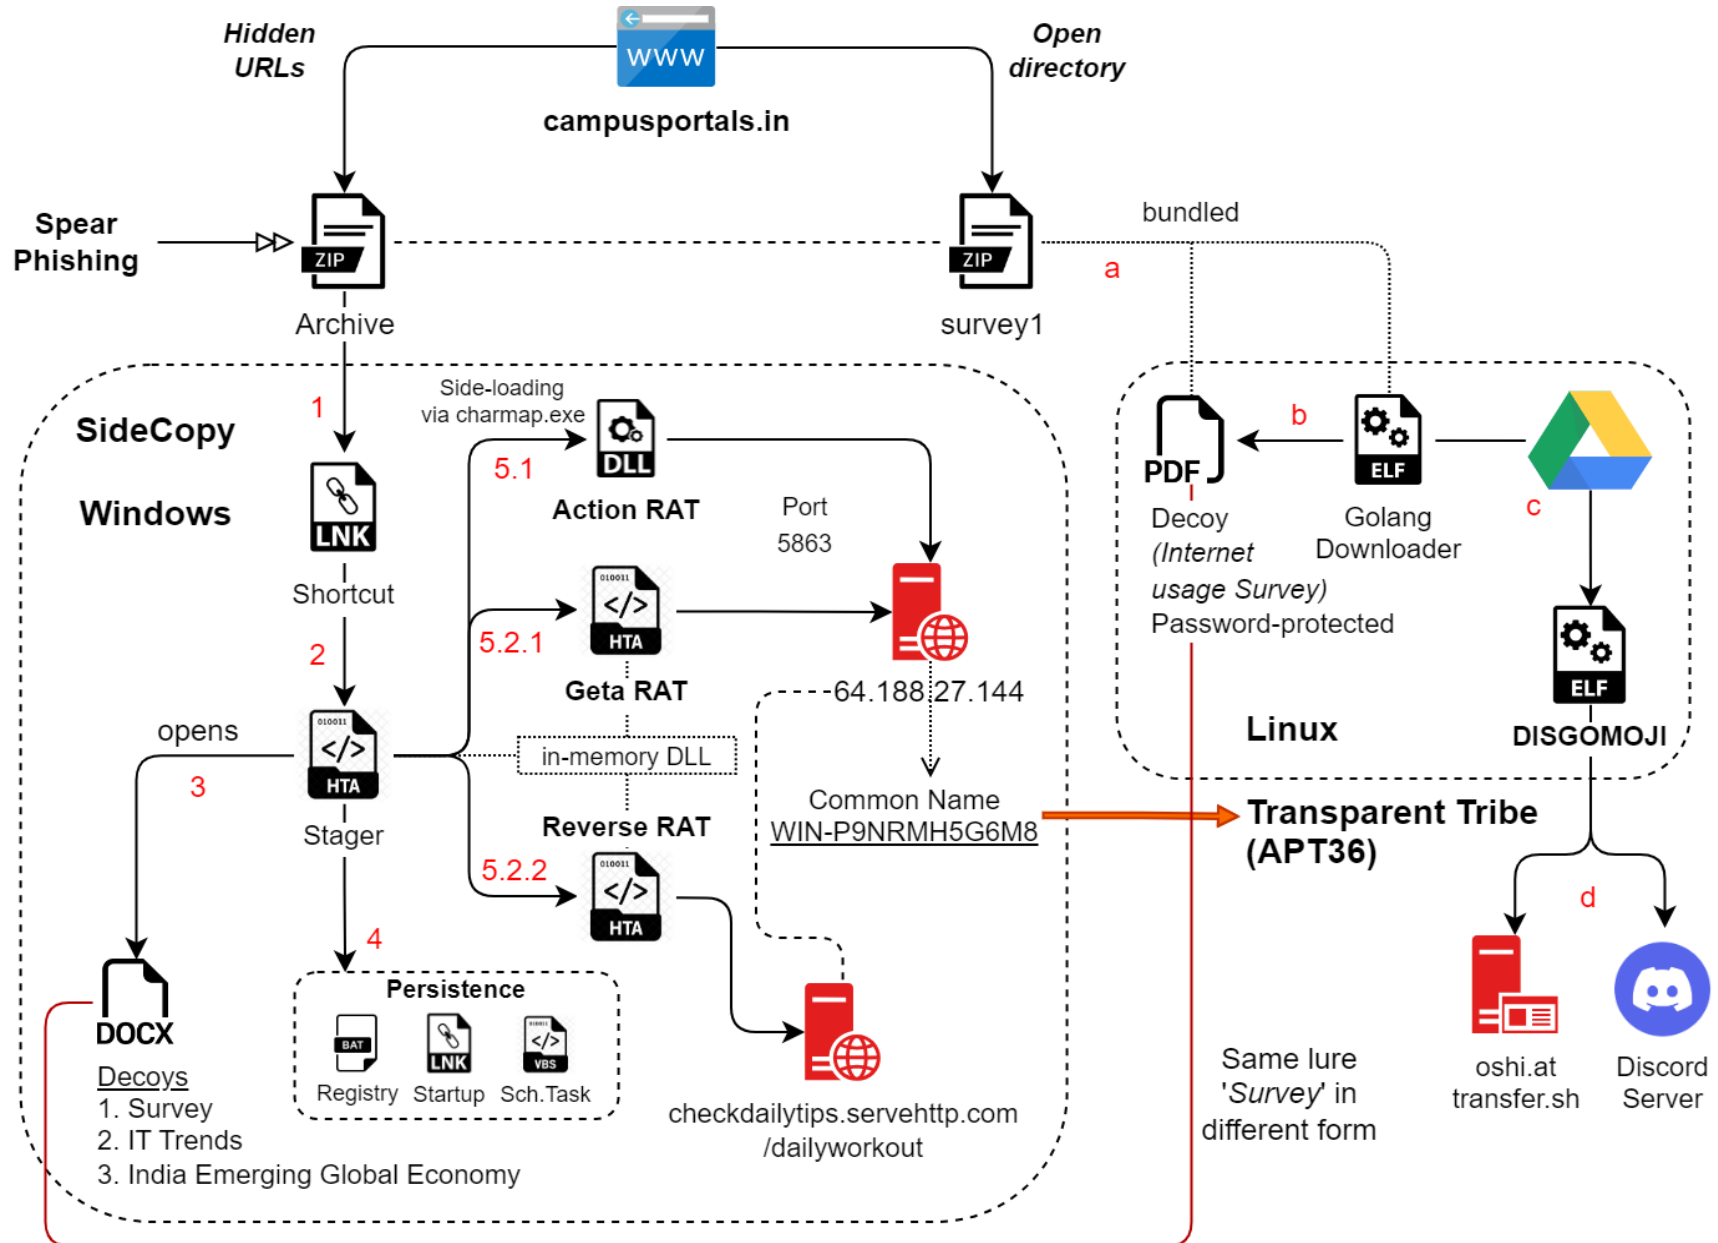 Hidden
URLs
Open
directory
WWW
campusportals.in
Spear
Phishing
ZIP
Archive
ZIP
survey1
bundled
a
SideCopy
Windows
1
LNK
Shortcut
2
Side-loading
via charmap.exe
5.1
DLL
Action RAT
Port
5863
5.2.1
010011
</>
HTA
Geta RAT
64.188.27.144
in-memory DLL
opens
3
010011
</>
HTA
Stager
Common Name
WIN-P9NRMH5G6M8
Reverse RAT
5.2.2
010011
</>
HTA
4
Persistence
BAT
Registry
LNK
Startup
010011
</>
VBS
Sch.Task
DOCX
Decoys
1. Survey
2. IT Trends
3. India Emerging Global Economy
checkdailytips.servehttp.com
/dailyworkout
PDF
b
ELF
c
Decoy
(Internet
usage Survey)
Password-protected
Golang
Downloader
ELF
Linux
DISGOMOJI
Transparent Tribe
(APT36)
d
Same lure
'Survey' in
different form
oshi.at
transfer.sh
Discord
Server